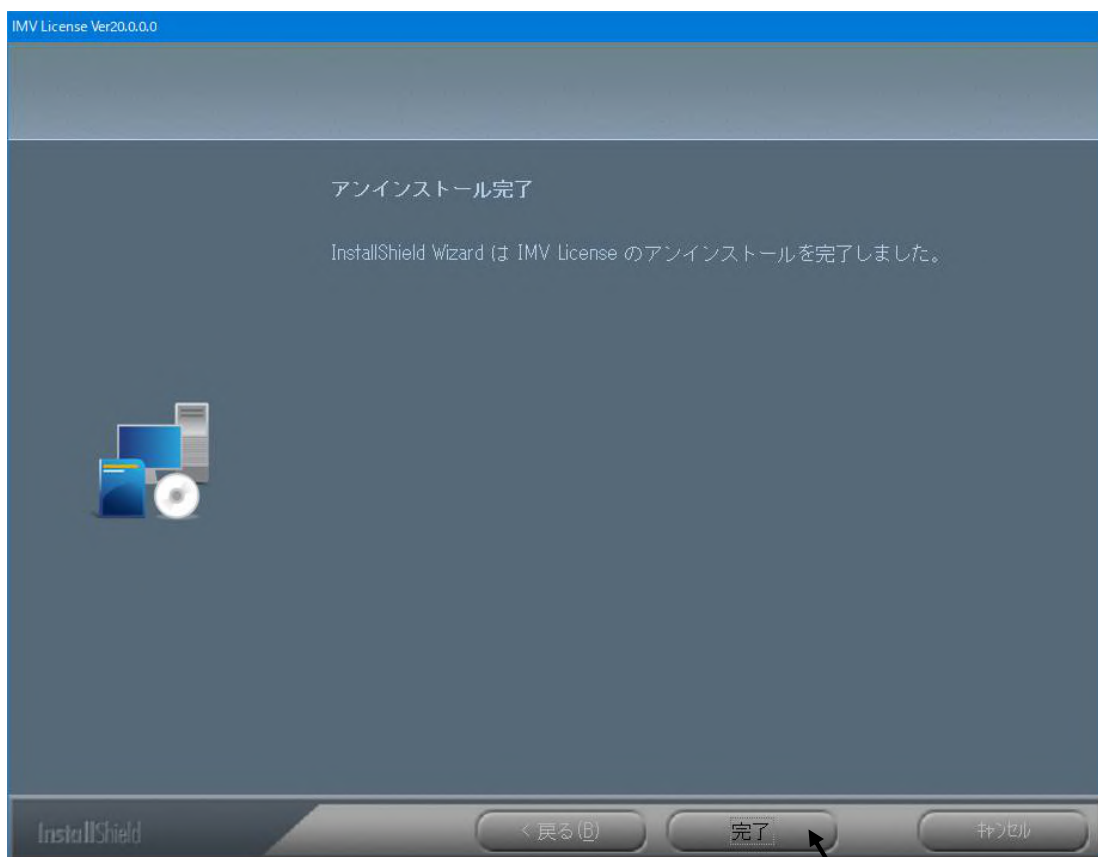 IMV License Ver20.0.0.0
アンインストール完了
InstallShield Wizard は IMV License のアンインストールを完了しました。
InstallShield
< 戻る(B)
完了
キャンセル